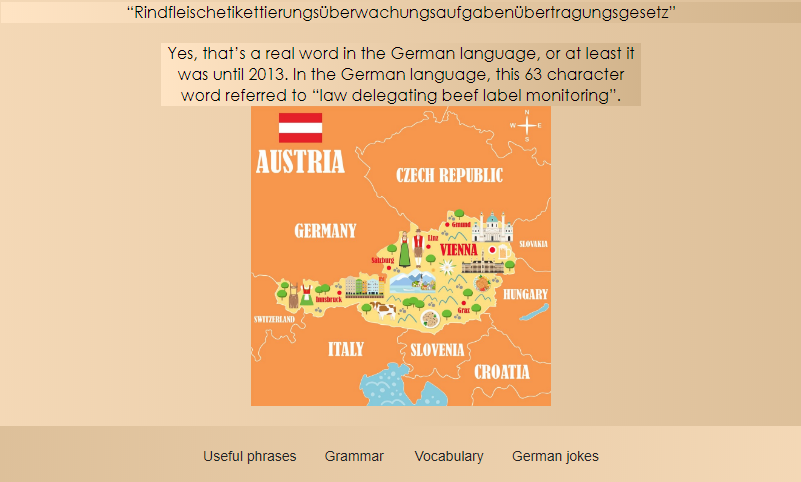 “Rindfleischetikettierungsüberwachungsaufgabenübertragungsgesetz”
Yes, that’s a real word in the German language, or at least it
was until 2013. In the German language, this 63 character
word referred to “law delegating beef label monitoring”.
N
W E
S
AUSTRIA
CZECH REPUBLIC
GERMANY
Gmund
Linz
VIENNA
SLOVAKIA
Salzburg
Innsbruck
HUNGARY
Graz
SWITZERLAND
ITALY
SLOVENIA
CROATIA
Useful phrases Grammar Vocabulary German jokes